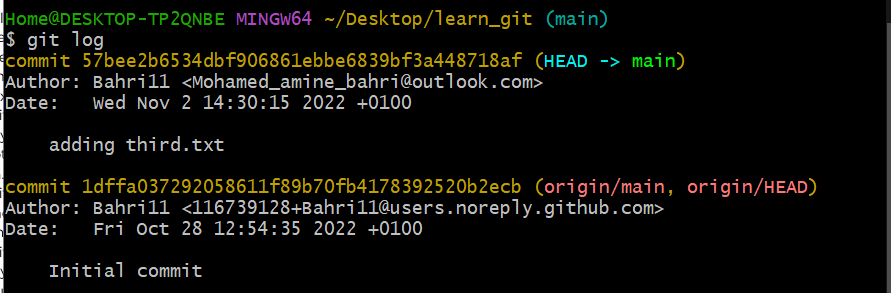 Home@DESKTOP-TP2QNBE MINGW64 ~/Desktop/learn_git (main)
$ git log
commit 57bee2b6534dbf906861ebbe6839bf3a448718af (HEAD -> main)
Author: Bahri11 <Mohamed_amine_bahri@outlook.com>
Date:   Wed Nov 2 14:30:15 2022 +0100

    adding third.txt

commit 1dffa037292058611f89b70fb4178392520b2ecb (origin/main, origin/HEAD)
Author: Bahri11 <116739128+Bahri11@users.noreply.github.com>
Date:   Fri Oct 28 12:54:35 2022 +0100

    Initial commit